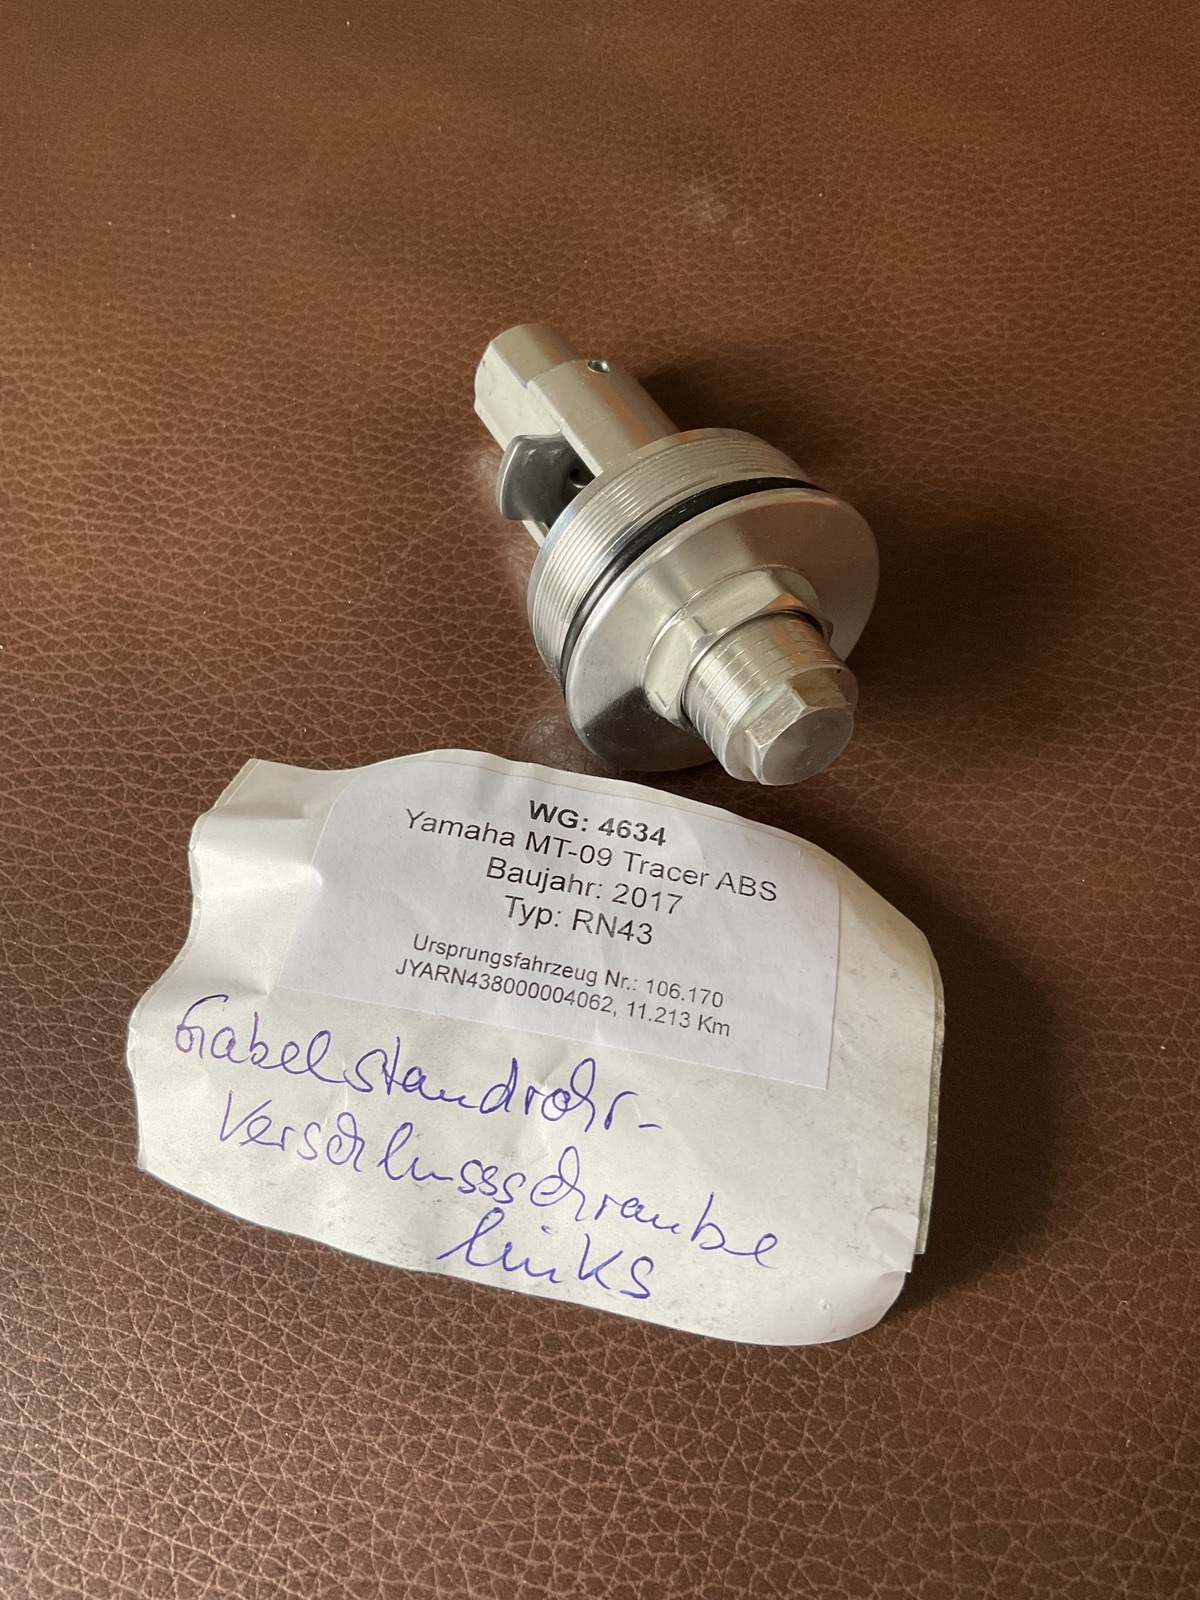 WG: 4634
Yamaha MT-09 Tracer ABS
Baujahr: 2017
Typ: RN43
Ursprungsfahrzeug Nr.: 106.170
JYARN438000004062, 11.213 Km
Gabelstandrohr-
Verschlussschraube
links